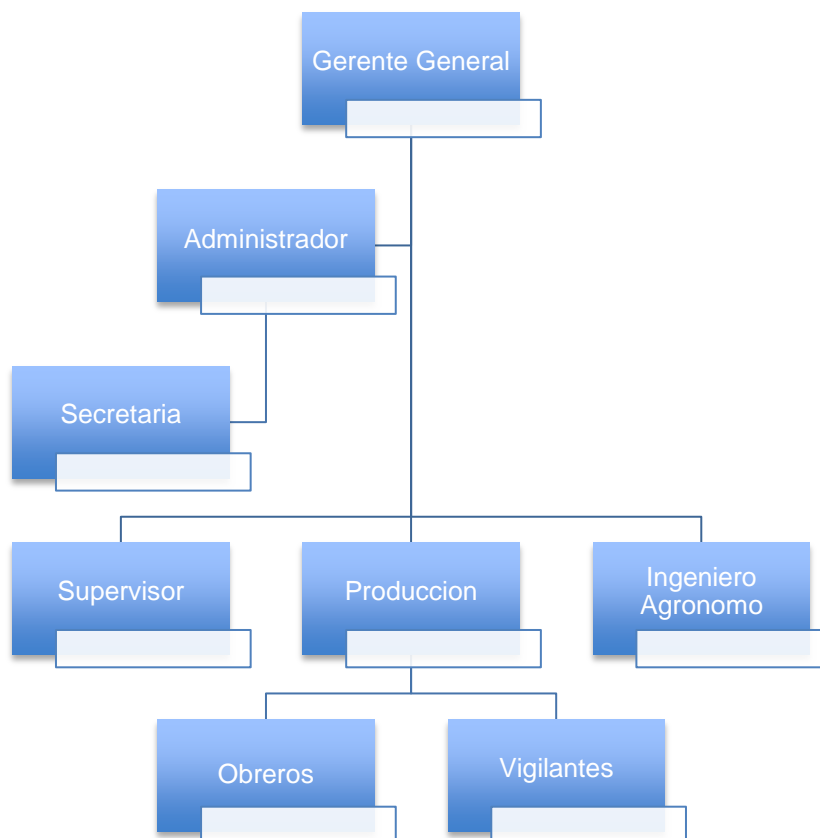 Gerente General
Administrador
Secretaria
Supervisor
Produccion
Ingeniero
Agronomo
Obreros
Vigilantes